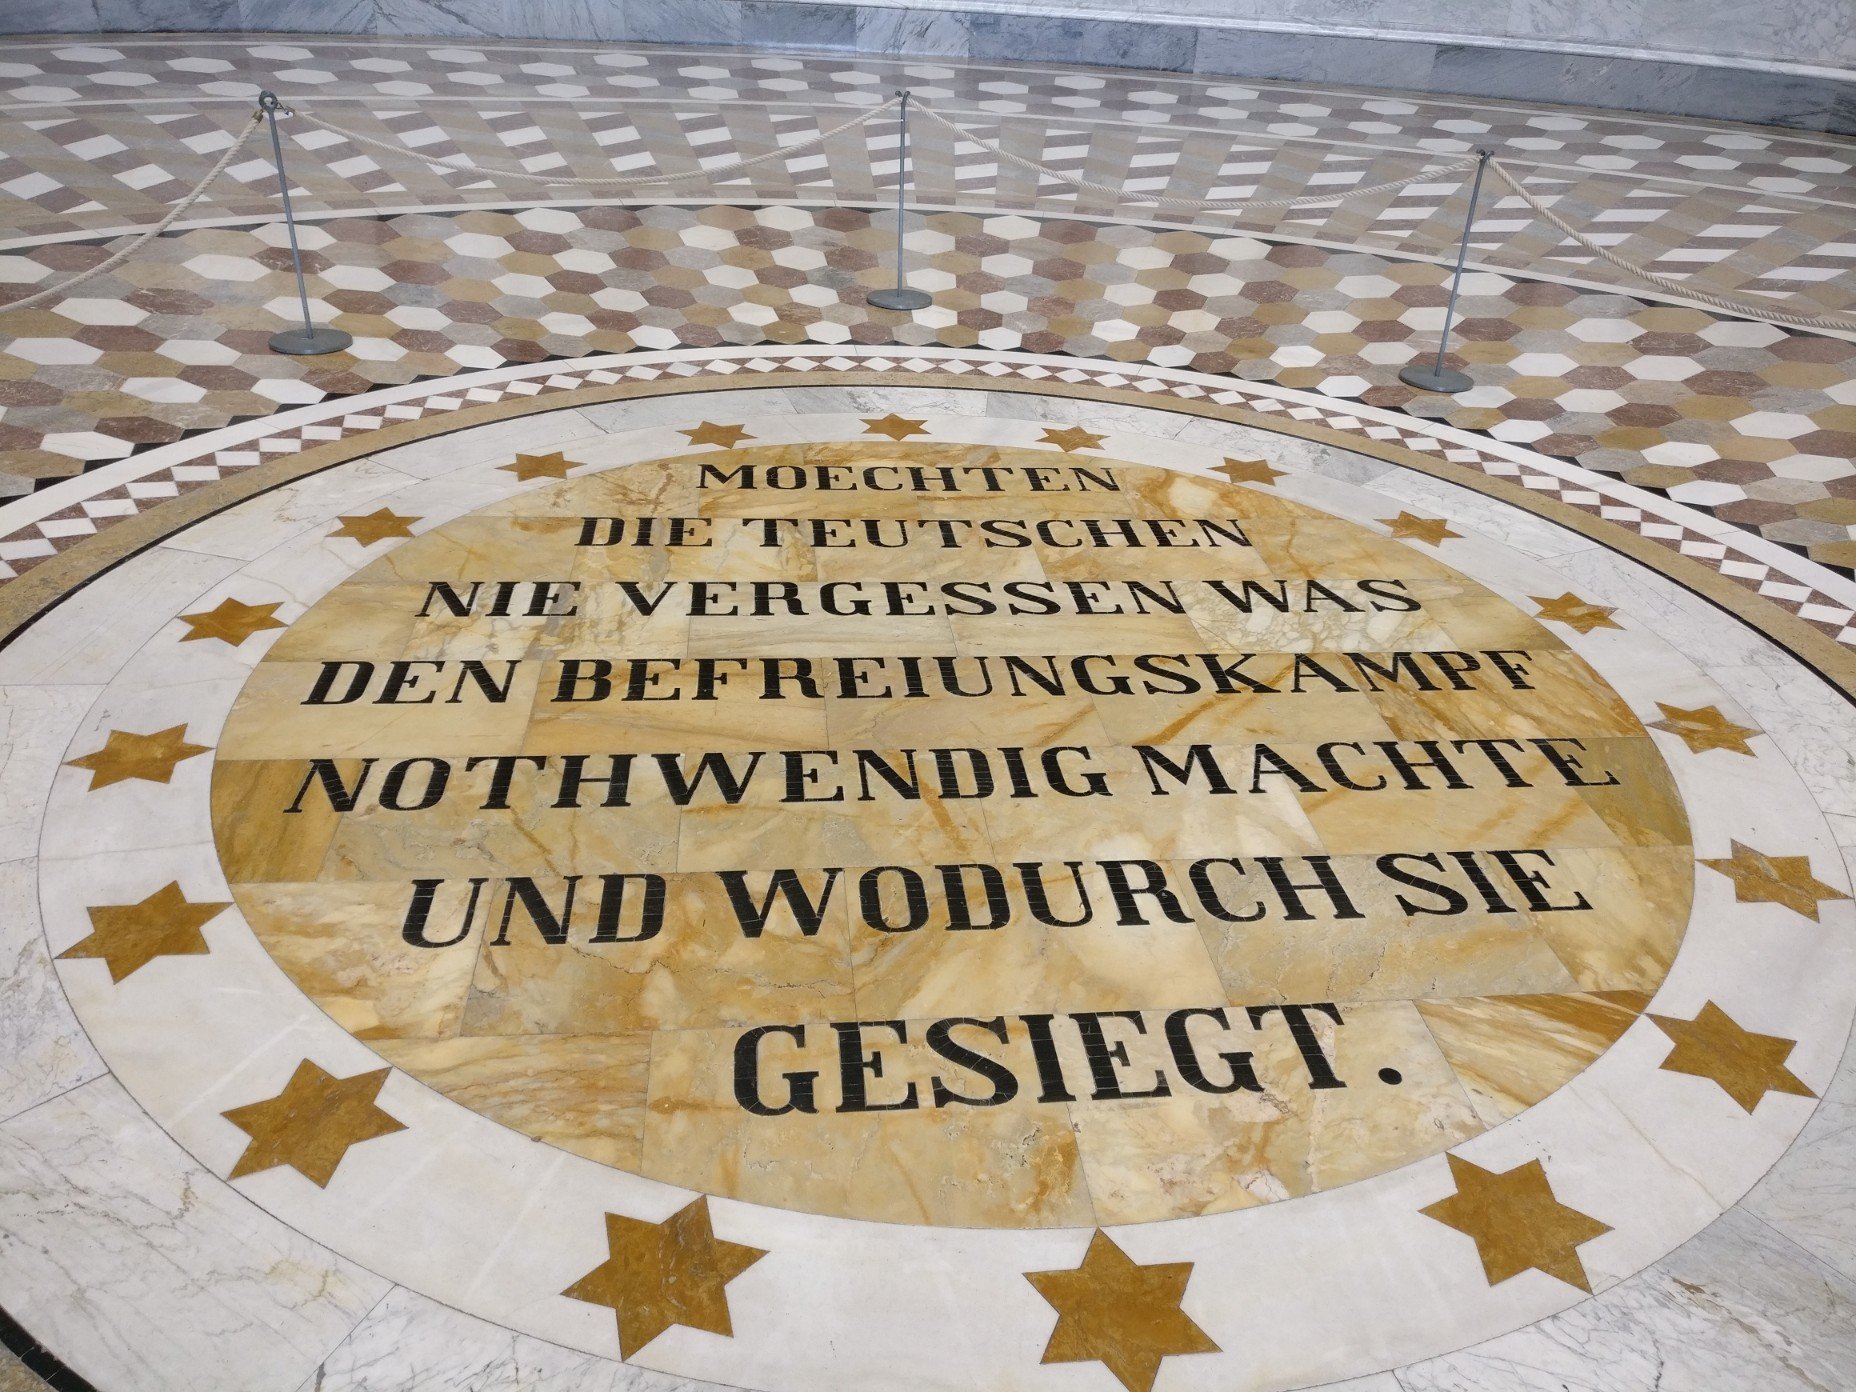 MOECHTEN
DIE TEUTSCHEN
NIE VERGESSEN WAS
DEN BEFREIUNGSKAMPF
NOTHWENDIG MACHTE
UND WODURCH SIE
GESIEGT.